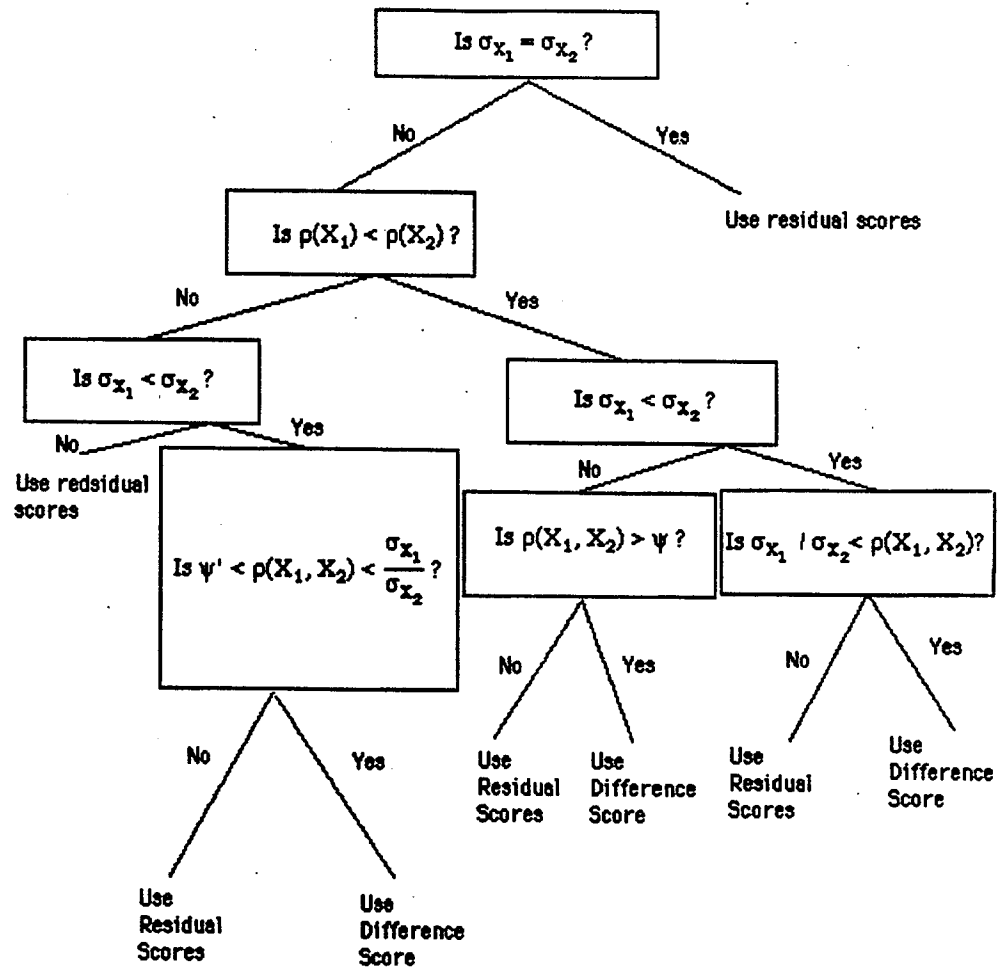 Is σX₁ = σX₂ ?
No
Yes
Is ρ(X₁) < ρ(X₂) ?
Use residual scores
No
Yes
Is σX₁ < σX₂ ?
Is σX₁ < σX₂ ?
No
Yes
No
Yes
Use redsidual
scores
Is ψ' < ρ(X₁, X₂) < σX₁ / σX₂ ?
Is ρ(X₁, X₂) > ψ ?
Is σX₁ / σX₂ < ρ(X₁, X₂)?
No
Yes
No
Yes
No
Yes
Use
Residual
Scores
Use
Difference
Score
Use
Residual
Scores
Use
Difference
Score
Use
Residual
Scores
Use
Difference
Score